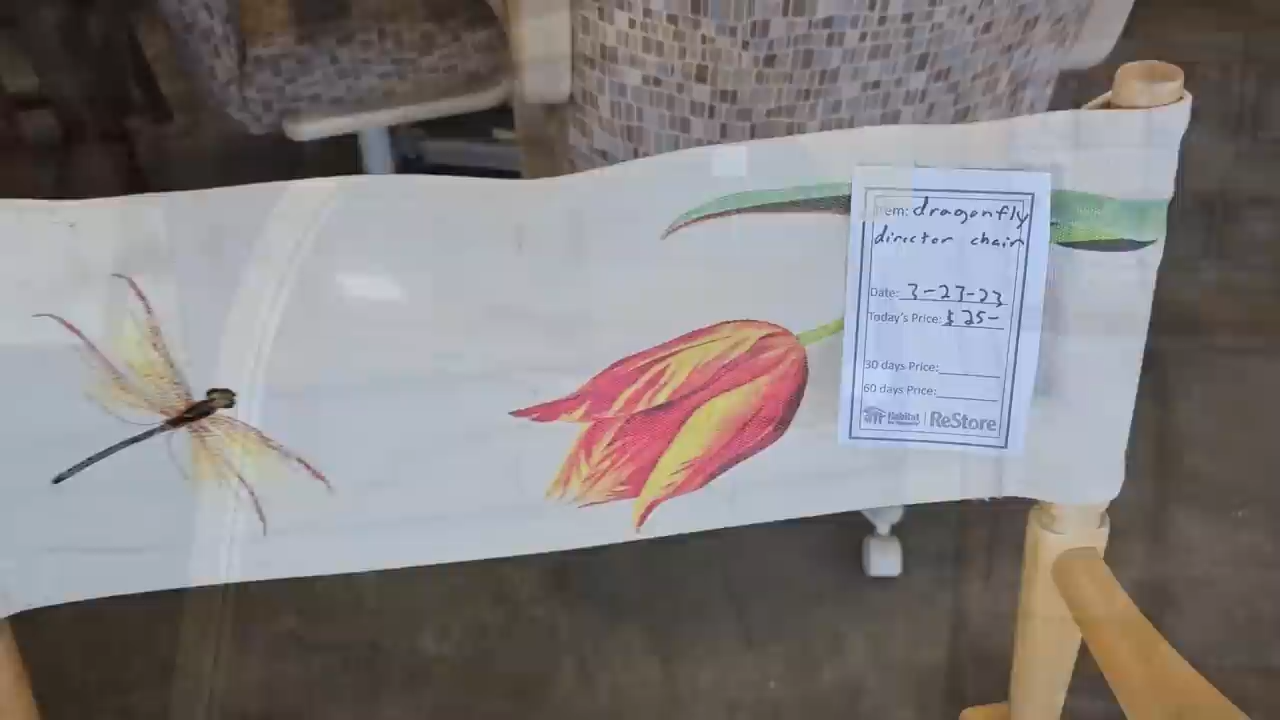 Item: dragonfly
director chair
Date: 3-23-23
Today's Price: $25-
30 days Price:
60 days Price:
Habitat for Humanity | ReStore